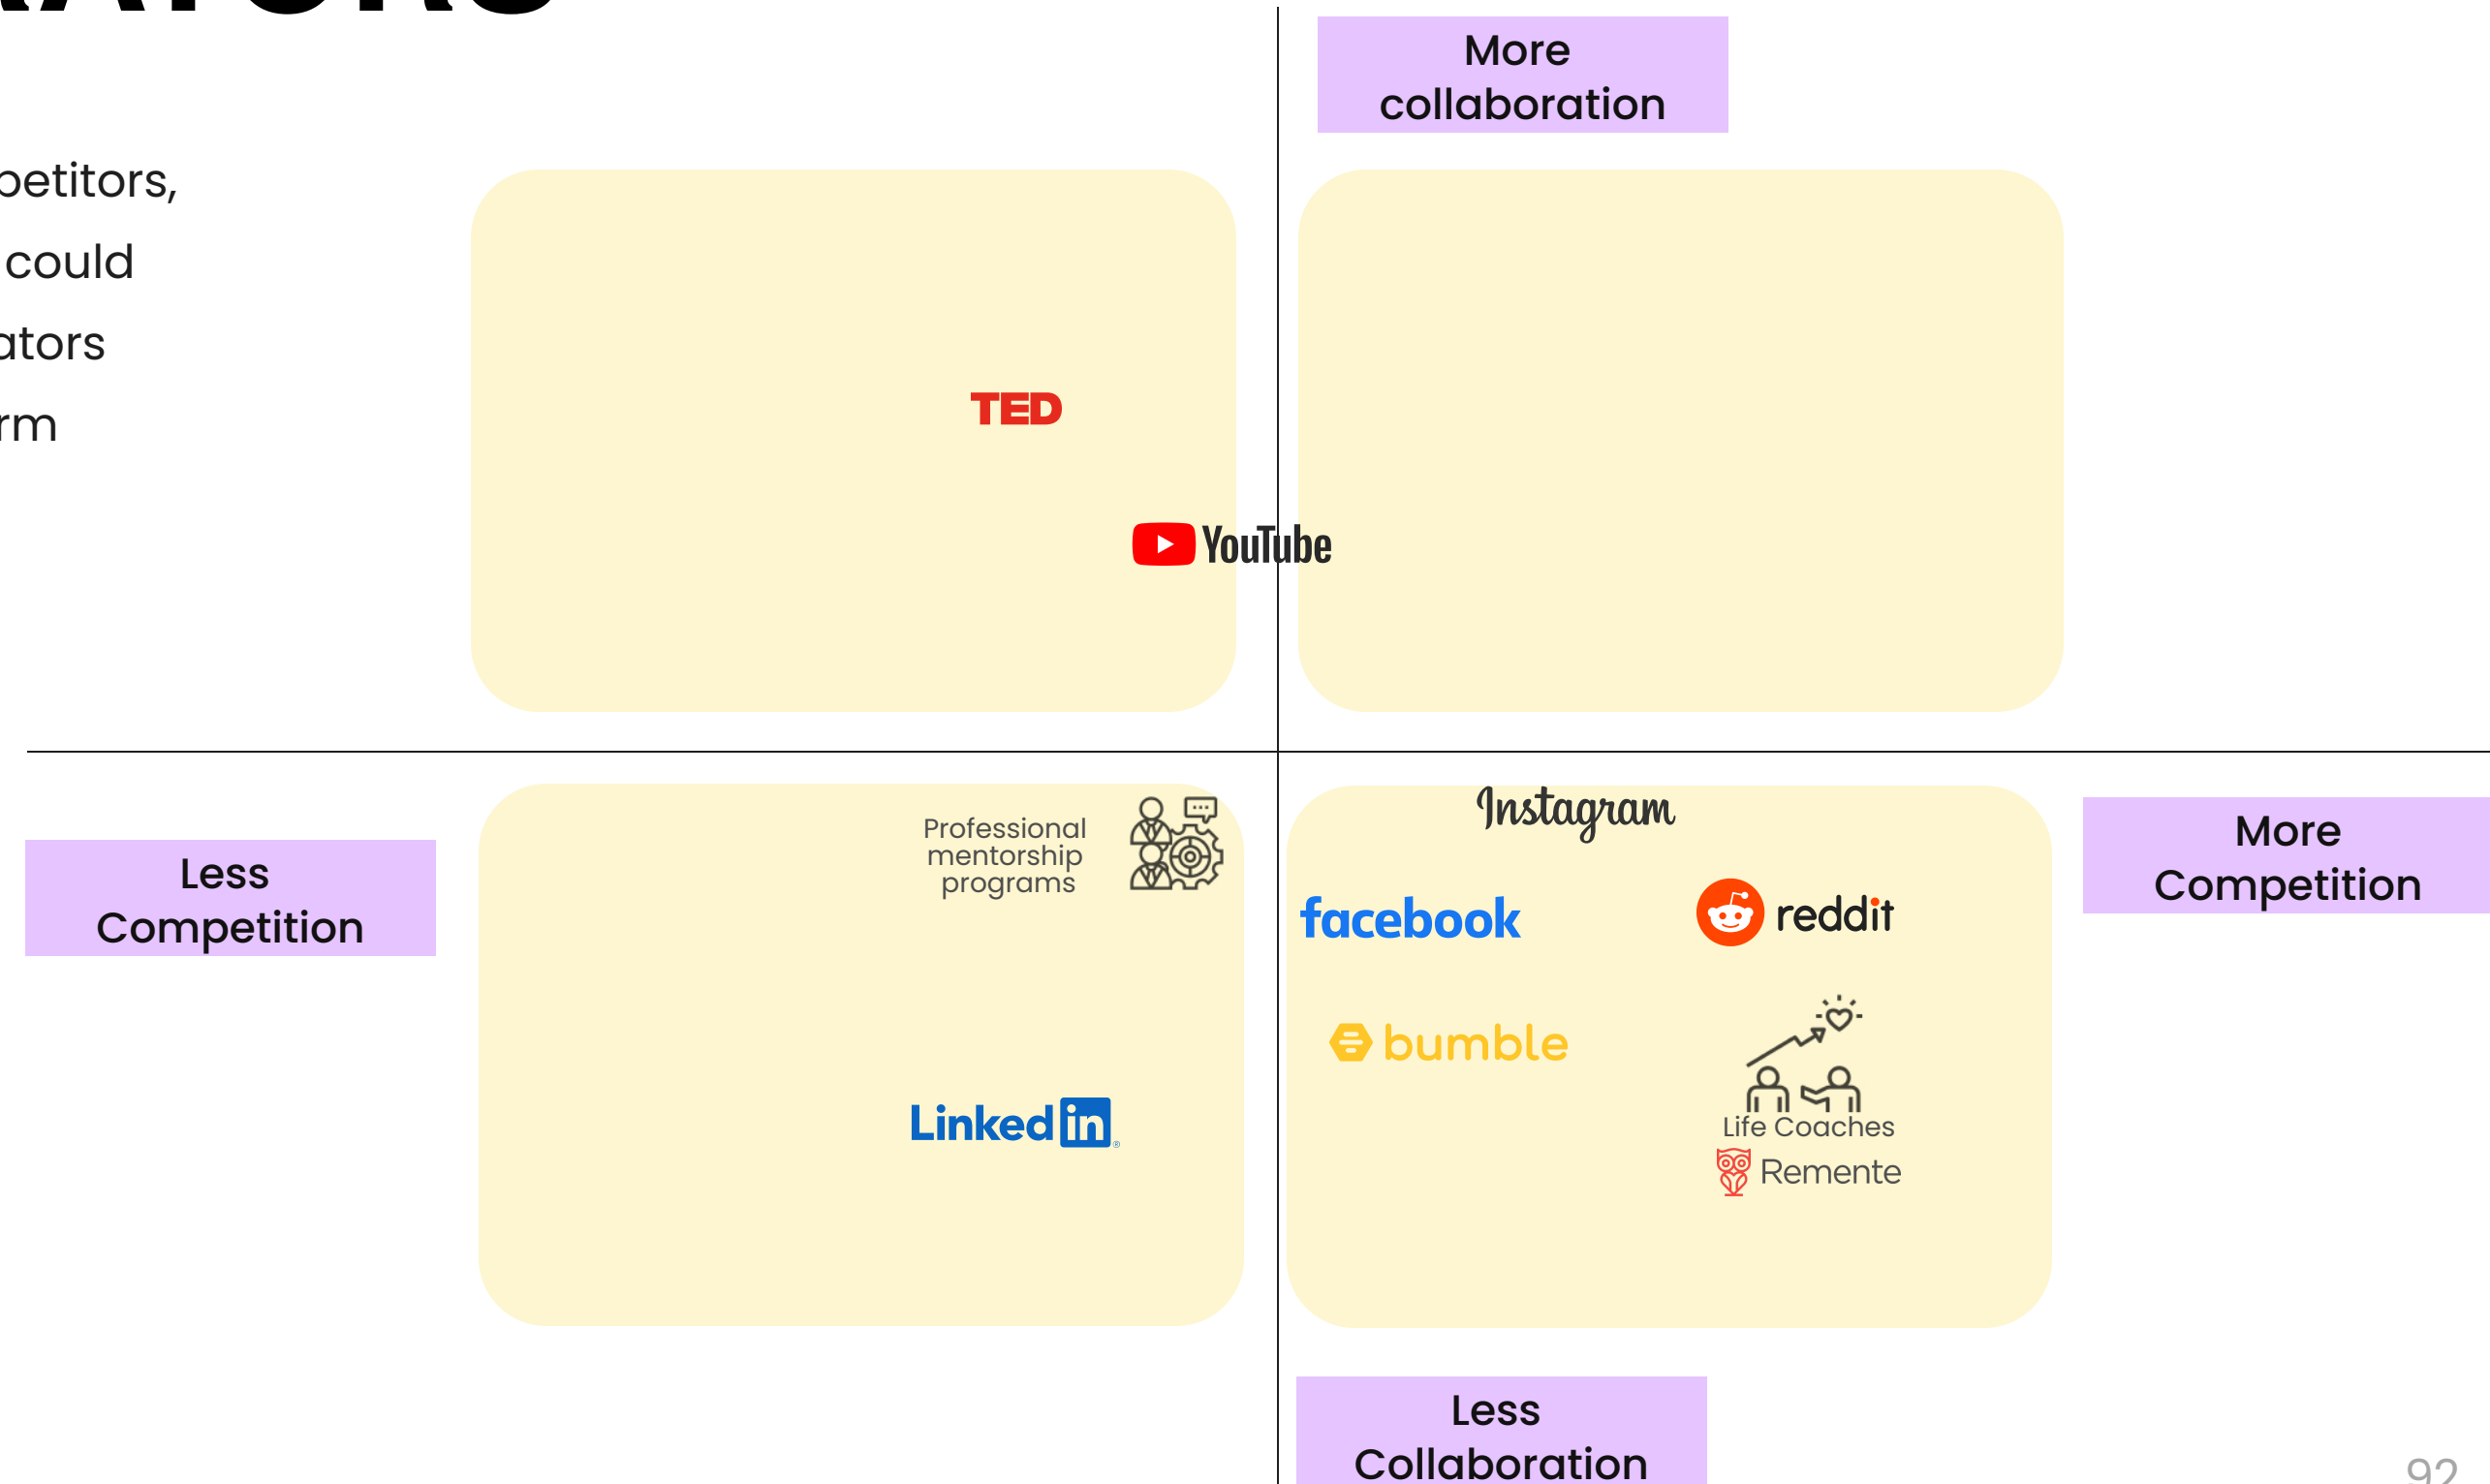 More
collaboration
petitors,
could
ators
rm
TED
YouTube
Professional
mentorship
programs
Instagram
facebook
reddit
Less
Competition
More
Competition
bumble
Linked in®
Life Coaches
Remente
Less
Collaboration
92